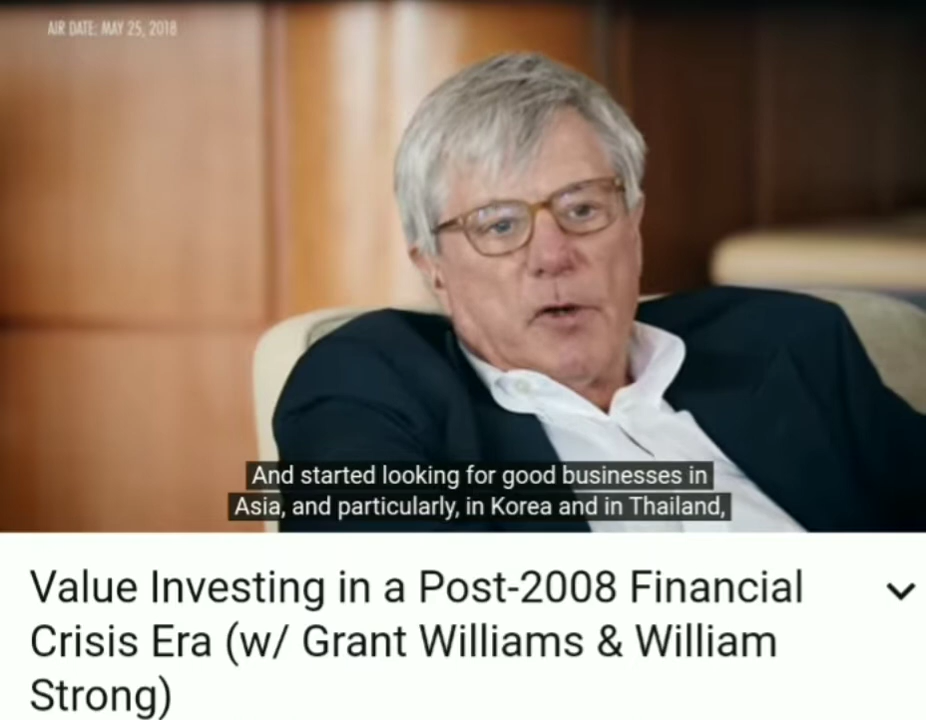 AIR DATE: MAY 25, 2018
And started looking for good businesses in
Asia, and particularly, in Korea and in Thailand,
Value Investing in a Post-2008 Financial
Crisis Era (w/ Grant Williams & William
Strong)